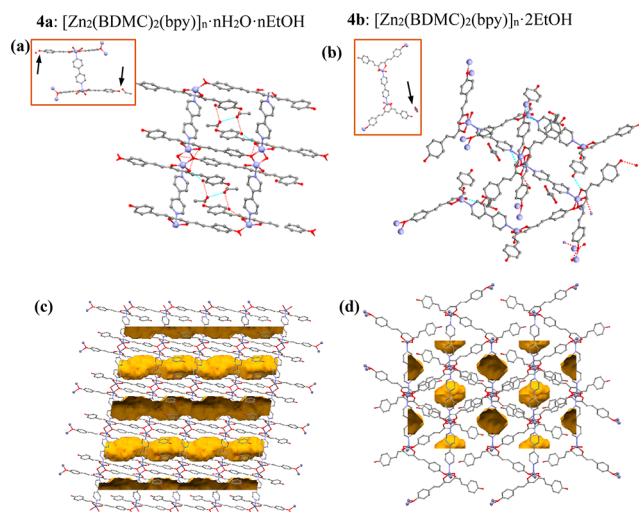 4a: [Zn₂(BDMC)₂(bpy)]ₙ·nH₂O·nEtOH
4b: [Zn₂(BDMC)₂(bpy)]ₙ·2EtOH
(a)
(b)
(c)
(d)